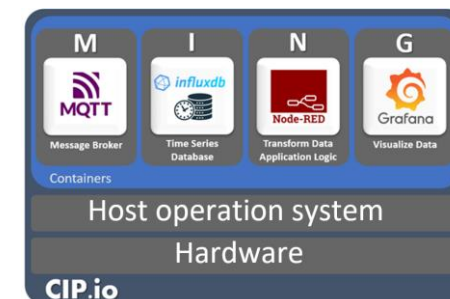 M I N G
MQTT
influxdb
Node-RED
Grafana
Message Broker
Time Series
Database
Transform Data
Application Logic
Visualize Data
Containers
Host operation system
Hardware
CIP.io